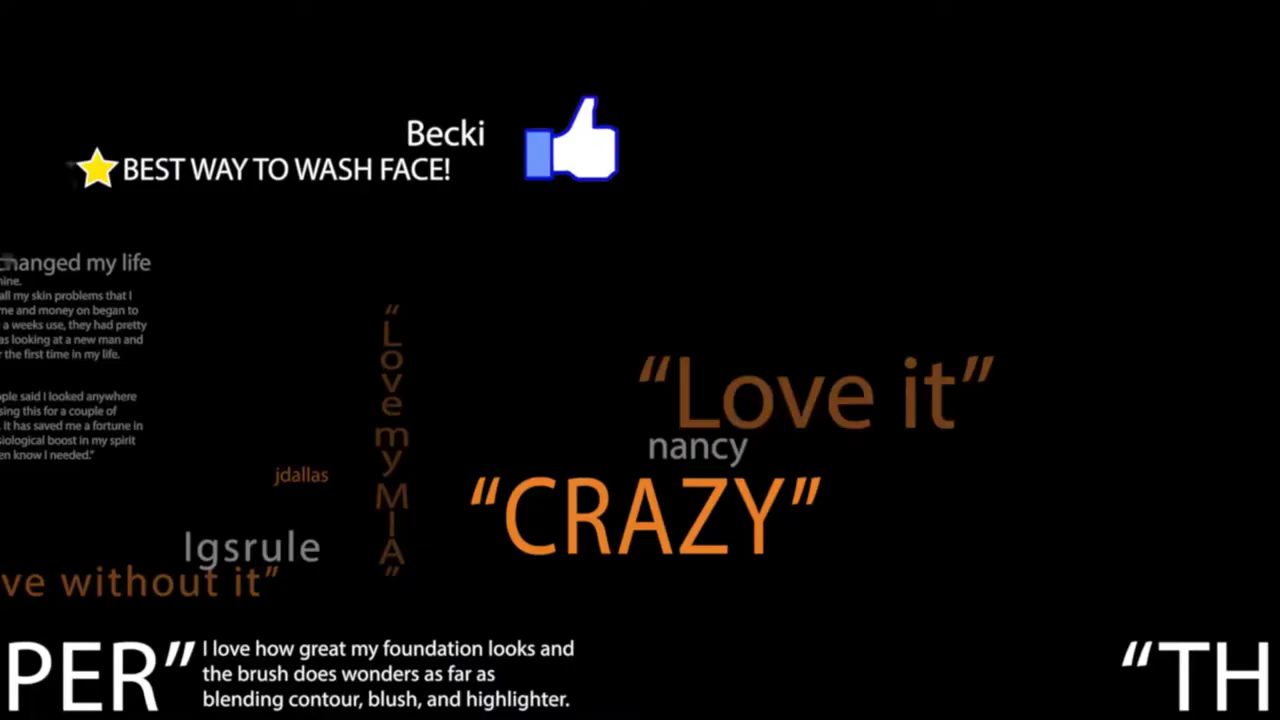 Becki
BEST WAY TO WASH FACE!
changed my life
all my skin problems that I
me and money on began to
a weeks use, they had pretty
as looking at a new man and
the first time in my life.
ple said I looked anywhere
sing this for a couple of
. It has saved me a fortune in
siological boost in my spirit
en know I needed."
“Love my MIA”
“Love it”
nancy
jdallas
“CRAZY”
lgsrule
ve without it”
PER”
I love how great my foundation looks and
the brush does wonders as far as
blending contour, blush, and highlighter.
“TH